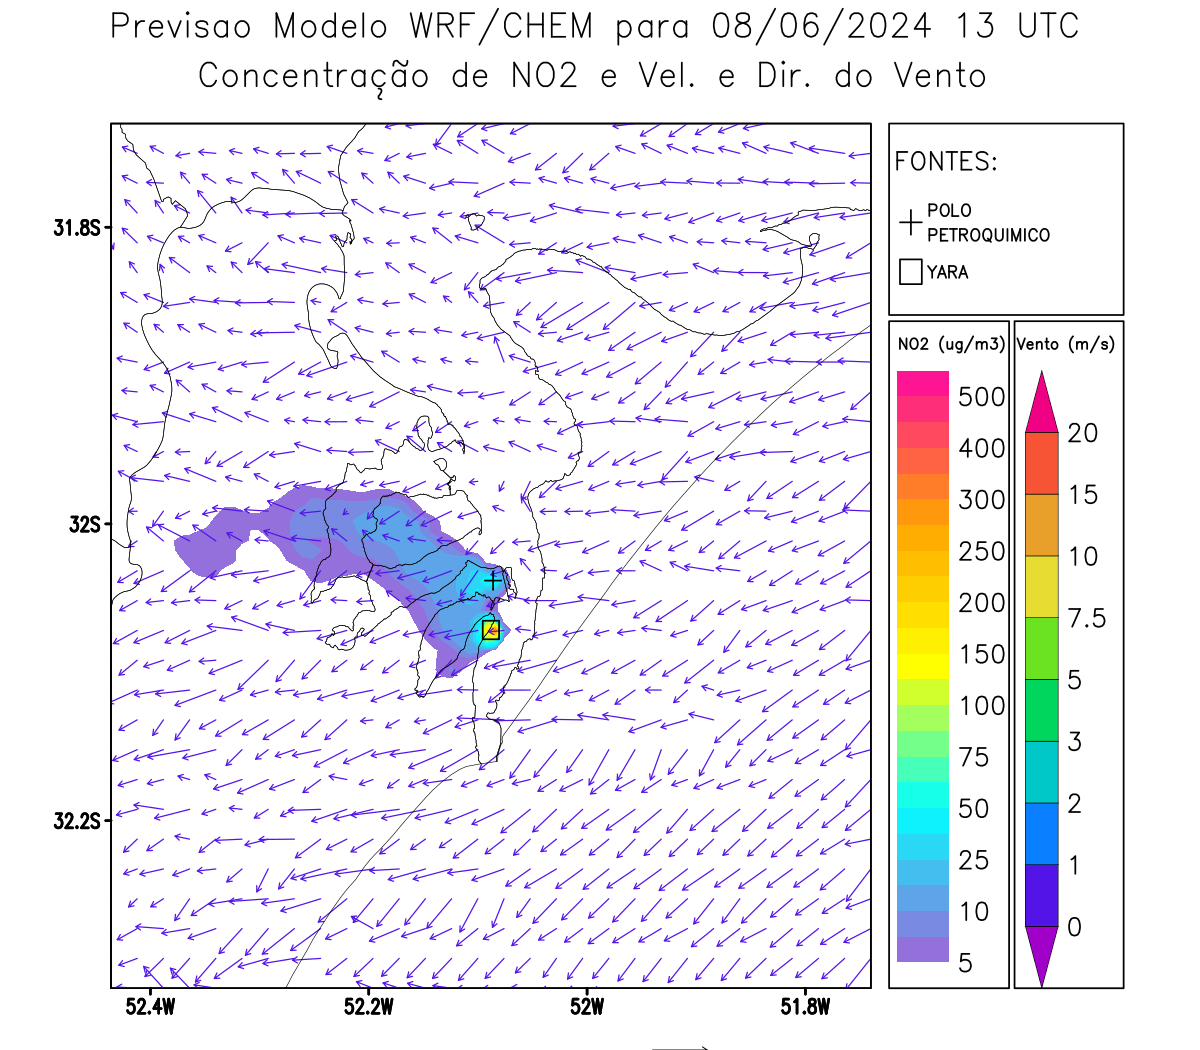 Previsao Modelo WRF/CHEM para 08/06/2024 13 UTC
Concentração de NO2 e Vel. e Dir. do Vento
FONTES:
POLO
PETROQUIMICO
YARA
NO2 (ug/m3)
500
400
300
250
200
150
100
75
50
25
10
5
Vento (m/s)
20
15
10
7.5
5
3
2
1
0
31.8S
32S
32.2S
52.4W
52.2W
52W
51.8W